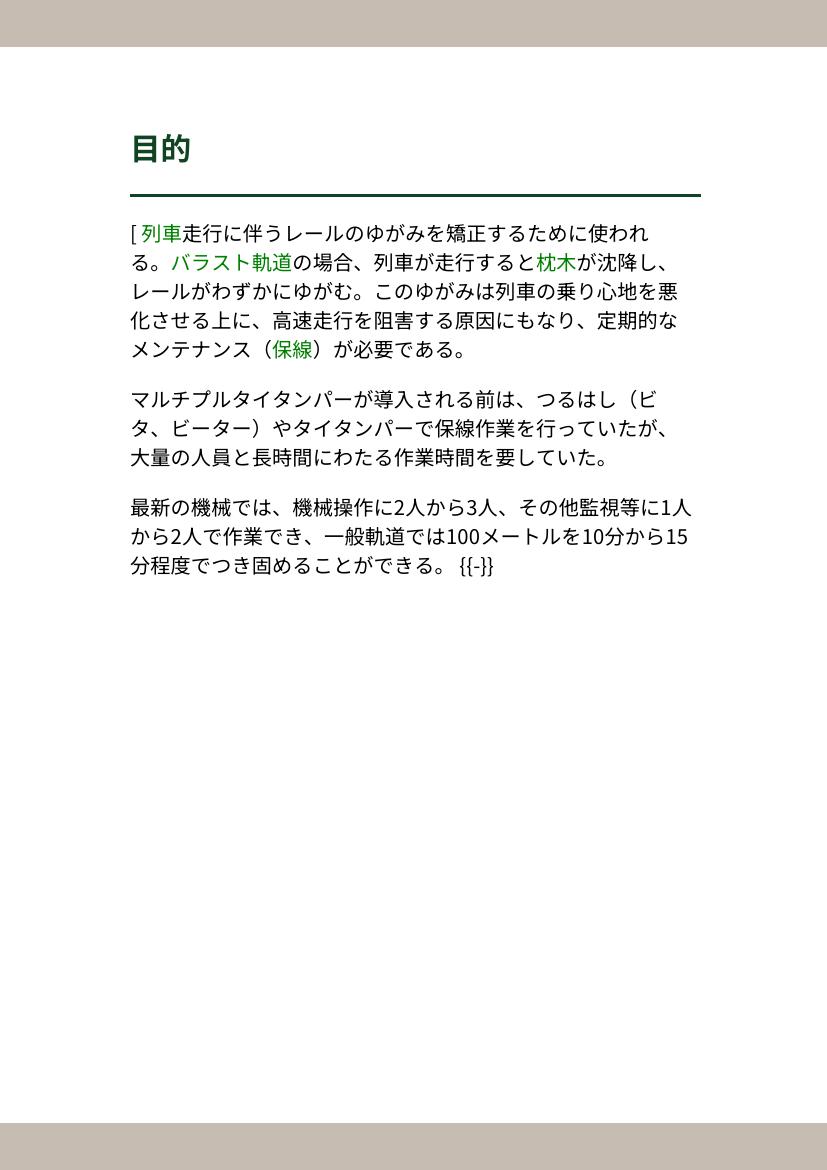 目的
[ 列車走行に伴うレールのゆがみを矯正するために使われ
る。バラスト軌道の場合、列車が走行すると枕木が沈降し、
レールがわずかにゆがむ。このゆがみは列車の乗り心地を悪
化させる上に、高速走行を阻害する原因にもなり、定期的な
メンテナンス（保線）が必要である。
マルチプルタイタンパーが導入される前は、つるはし（ビ
タ、ビーター）やタイタンパーで保線作業を行っていたが、
大量の人員と長時間にわたる作業時間を要していた。
最新の機械では、機械操作に2人から3人、その他監視等に1人
から2人で作業でき、一般軌道では100メートルを10分から15
分程度でつき固めることができる。 {{-}}